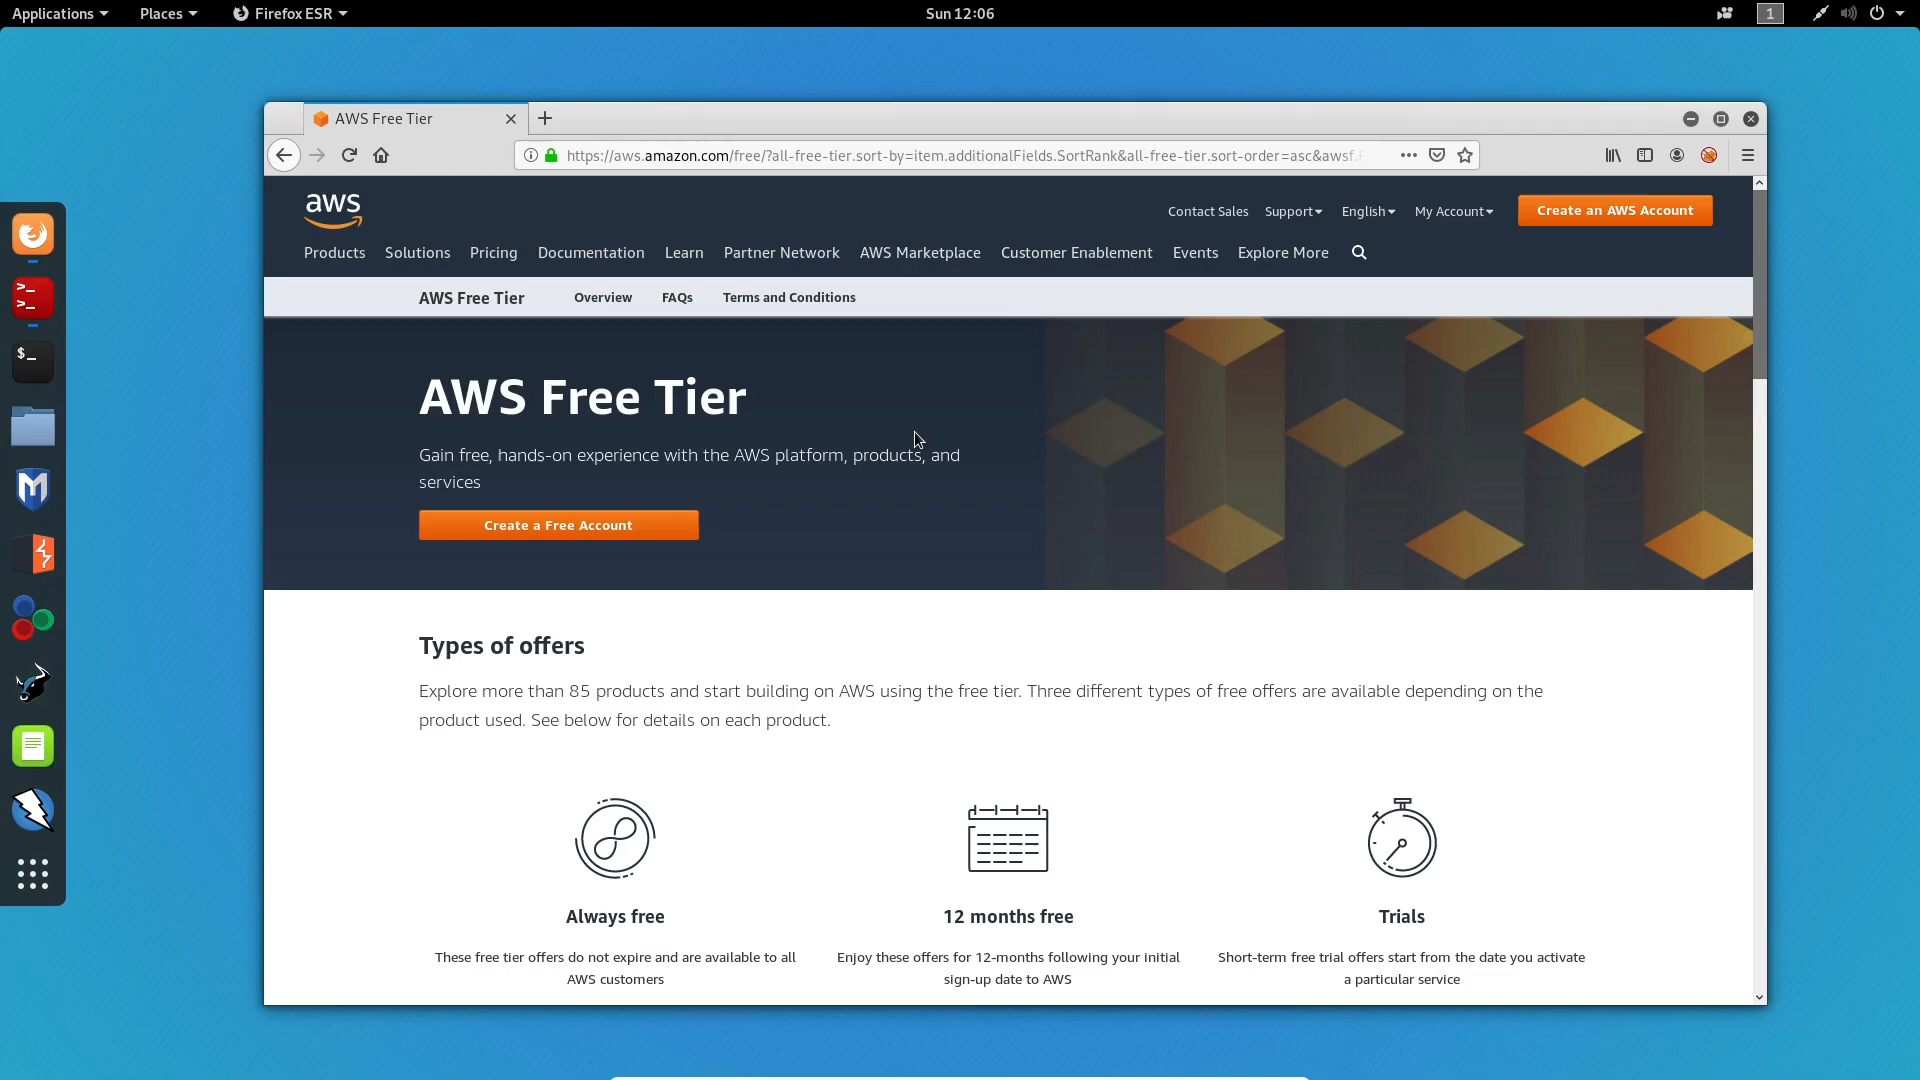 Applications Places Firefox ESR Sun 12:06 1
AWS Free Tier
https://aws.amazon.com/free/?all-free-tier.sort-by=item.additionalFields.SortRank&all-free-tier.sort-order=asc&awsf.F
aws
Contact Sales Support English My Account Create an AWS Account
Products Solutions Pricing Documentation Learn Partner Network AWS Marketplace Customer Enablement Events Explore More
AWS Free Tier Overview FAQs Terms and Conditions
AWS Free Tier
Gain free, hands-on experience with the AWS platform, products, and
services
Create a Free Account
Types of offers
Explore more than 85 products and start building on AWS using the free tier. Three different types of free offers are available depending on the
product used. See below for details on each product.
Always free
These free tier offers do not expire and are available to all
AWS customers
12 months free
Enjoy these offers for 12-months following your initial
sign-up date to AWS
Trials
Short-term free trial offers start from the date you activate
a particular service